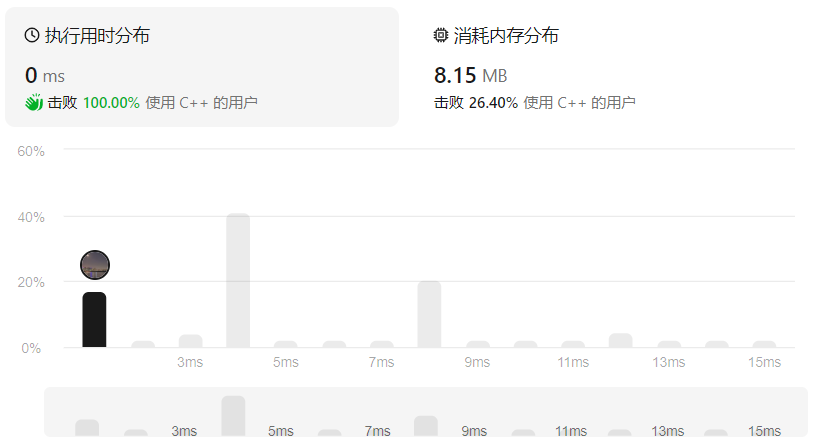 执行用时分布
0 ms
击败 100.00% 使用 C++ 的用户
消耗内存分布
8.15 MB
击败 26.40% 使用 C++ 的用户
60%
40%
20%
0%
3ms 5ms 7ms 9ms 11ms 13ms 15ms
3ms 5ms 7ms 9ms 11ms 13ms 15ms